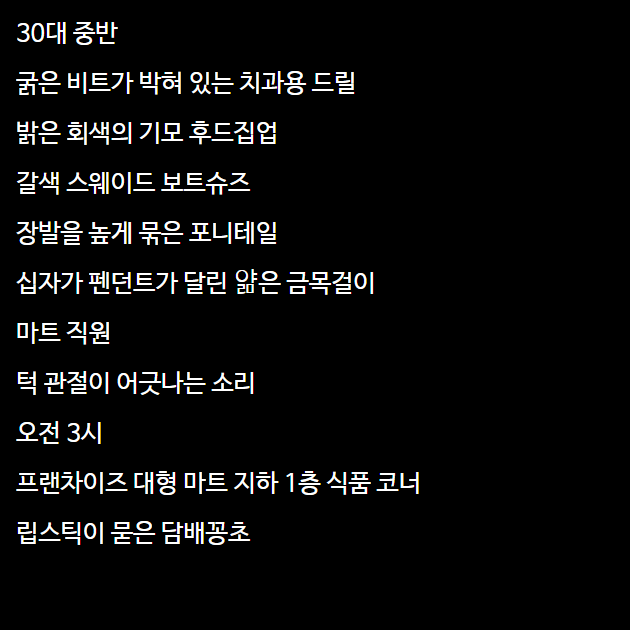 30대 중반
굵은 비트가 박혀 있는 치과용 드릴
밝은 회색의 기모 후드집업
갈색 스웨이드 보트슈즈
장발을 높게 묶은 포니테일
십자가 펜던트가 달린 얆은 금목걸이
마트 직원
턱 관절이 어긋나는 소리
오전 3시
프랜차이즈 대형 마트 지하 1층 식품 코너
립스틱이 묻은 담배꽁초